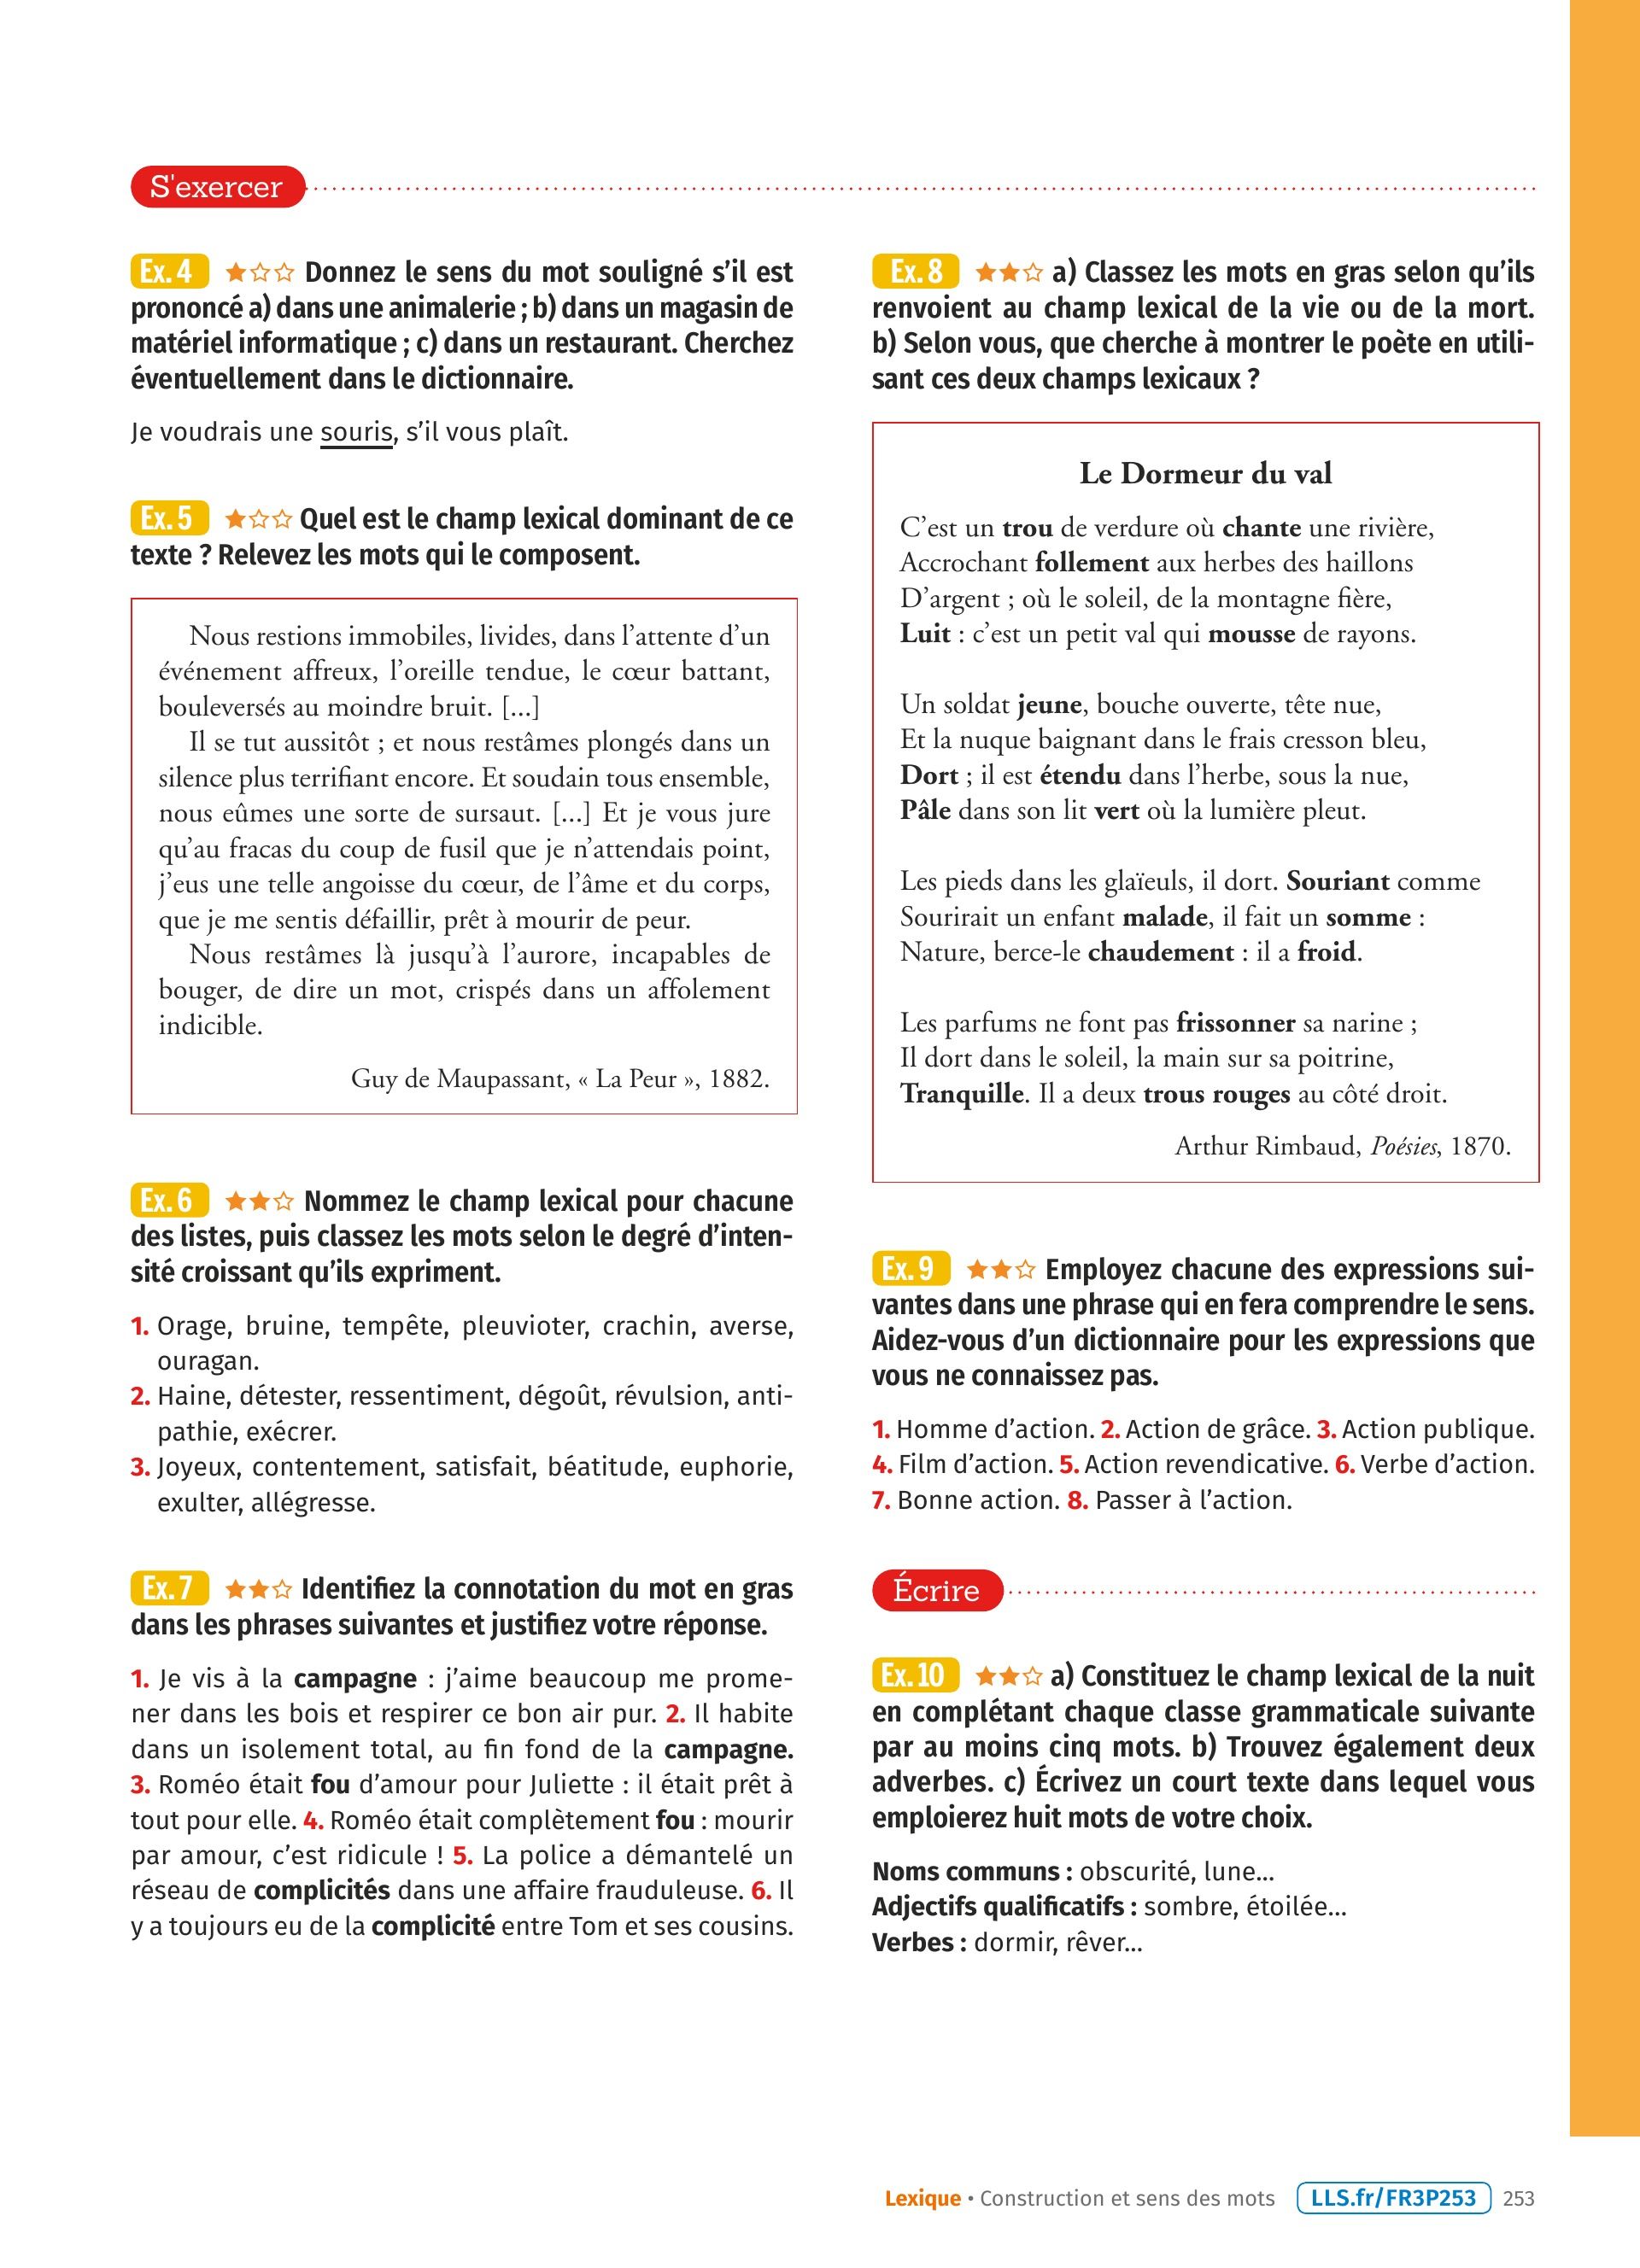 S'exercer
Ex. 4 ★☆☆ Donnez le sens du mot souligné s’il est
prononcé a) dans une animalerie ; b) dans un magasin de
matériel informatique ; c) dans un restaurant. Cherchez
éventuellement dans le dictionnaire.
Je voudrais une souris, s’il vous plaît.
Ex. 5 ★☆☆ Quel est le champ lexical dominant de ce
texte ? Relevez les mots qui le composent.
Nous restions immobiles, livides, dans l’attente d’un
événement affreux, l’oreille tendue, le cœur battant,
bouleversés au moindre bruit. [...]
Il se tut aussitôt ; et nous restâmes plongés dans un
silence plus terrifiant encore. Et soudain tous ensemble,
nous eûmes une sorte de sursaut. [...] Et je vous jure
qu’au fracas du coup de fusil que je n’attendais point,
j’eus une telle angoisse du cœur, de l’âme et du corps,
que je me sentis défaillir, prêt à mourir de peur.
Nous restâmes là jusqu’à l’aurore, incapables de
bouger, de dire un mot, crispés dans un affolement
indicible.
Guy de Maupassant, « La Peur », 1882.
Ex. 6 ★★☆ Nommez le champ lexical pour chacune
des listes, puis classez les mots selon le degré d’inten-
sité croissant qu’ils expriment.
1. Orage, bruine, tempête, pleuvioter, crachin, averse,
ouragan.
2. Haine, détester, ressentiment, dégoût, révulsion, anti-
pathie, exécrer.
3. Joyeux, contentement, satisfait, béatitude, euphorie,
exulter, allégresse.
Ex. 7 ★★☆ Identifiez la connotation du mot en gras
dans les phrases suivantes et justifiez votre réponse.
1. Je vis à la campagne : j’aime beaucoup me prome-
ner dans les bois et respirer ce bon air pur. 2. Il habite
dans un isolement total, au fin fond de la campagne.
3. Roméo était fou d’amour pour Juliette : il était prêt à
tout pour elle. 4. Roméo était complètement fou : mourir
par amour, c’est ridicule ! 5. La police a démantelé un
réseau de complicités dans une affaire frauduleuse. 6. Il
y a toujours eu de la complicité entre Tom et ses cousins.
Ex. 8 ★★☆ a) Classez les mots en gras selon qu’ils
renvoient au champ lexical de la vie ou de la mort.
b) Selon vous, que cherche à montrer le poète en utili-
sant ces deux champs lexicaux ?
Le Dormeur du val
C’est un trou de verdure où chante une rivière,
Accrochant follement aux herbes des haillons
D’argent ; où le soleil, de la montagne fière,
Luit : c’est un petit val qui mousse de rayons.
Un soldat jeune, bouche ouverte, tête nue,
Et la nuque baignant dans le frais cresson bleu,
Dort ; il est étendu dans l’herbe, sous la nue,
Pâle dans son lit vert où la lumière pleut.
Les pieds dans les glaïeuls, il dort. Souriant comme
Sourirait un enfant malade, il fait un somme :
Nature, berce-le chaudement : il a froid.
Les parfums ne font pas frissonner sa narine ;
Il dort dans le soleil, la main sur sa poitrine,
Tranquille. Il a deux trous rouges au côté droit.
Arthur Rimbaud, Poésies, 1870.
Ex. 9 ★★☆ Employez chacune des expressions sui-
vantes dans une phrase qui en fera comprendre le sens.
Aidez-vous d’un dictionnaire pour les expressions que
vous ne connaissez pas.
1. Homme d’action. 2. Action de grâce. 3. Action publique.
4. Film d’action. 5. Action revendicative. 6. Verbe d’action.
7. Bonne action. 8. Passer à l’action.
Écrire
Ex. 10 ★★☆ a) Constituez le champ lexical de la nuit
en complétant chaque classe grammaticale suivante
par au moins cinq mots. b) Trouvez également deux
adverbes. c) Écrivez un court texte dans lequel vous
emploierez huit mots de votre choix.
Noms communs : obscurité, lune...
Adjectifs qualificatifs : sombre, étoilée...
Verbes : dormir, rêver...
Lexique • Construction et sens des mots LLS.fr/FR3P253 253